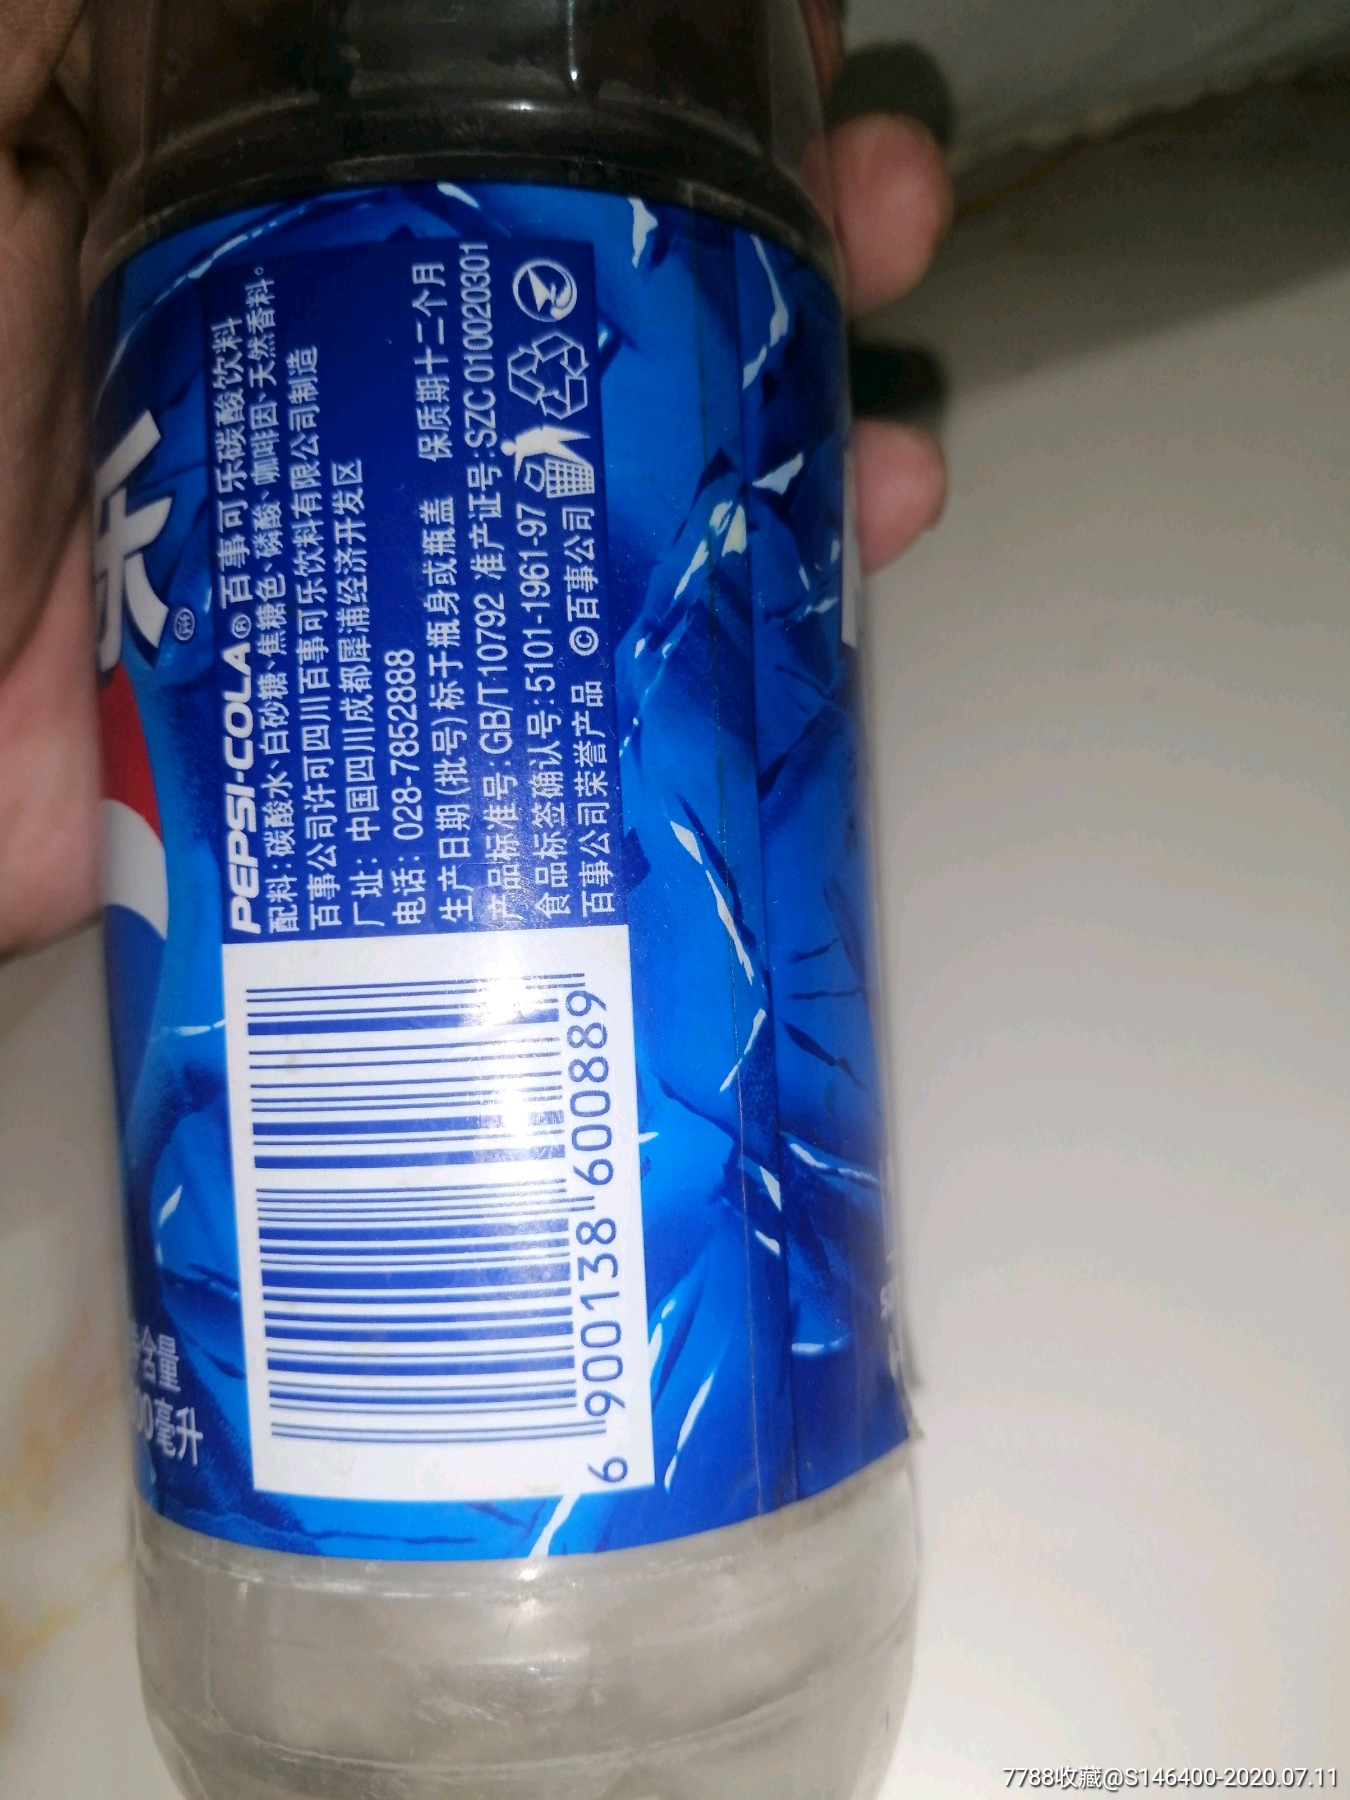 乐
PEPSI-COLA® 百事可乐碳酸饮料
配料: 碳酸水、白砂糖、焦糖色、磷酸、咖啡因、天然香料。
百事公司许可四川百事可乐饮料有限公司制造
厂址: 中国四川成都犀浦经济开发区
电话: 028-7852888
生产日期(批号)标于瓶身或瓶盖 保质期十二个月
产品标准号:GB/T10792 准产证号:SZC 010020301
食品标签确认号:5101-1961-97
百事公司荣誉产品 ©百事公司
6 900138 600889
含量
00毫升
7788收藏@S146400-2020.07.11